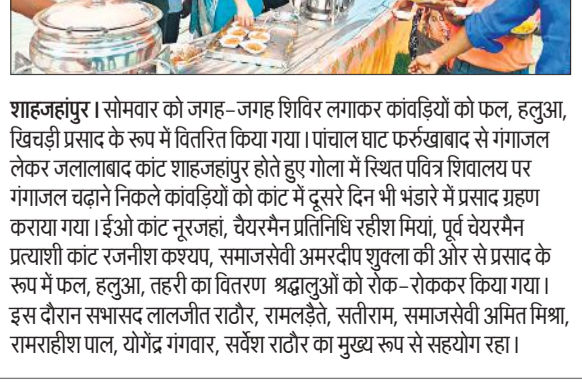 शाहजहांपुर। सोमवार को जगह-जगह शिविर लगाकर कांवड़ियों को फल, हलुआ,
खिचड़ी प्रसाद के रूप में वितरित किया गया। पांचाल घाट फर्रुखाबाद से गंगाजल
लेकर जलालाबाद कांट शाहजहांपुर होते हुए गोला में स्थित पवित्र शिवालय पर
गंगाजल चढ़ाने निकले कांवड़ियों को कांट में दूसरे दिन भी भंडारे में प्रसाद ग्रहण
कराया गया। ईओ कांट नूरजहां, चैयरमैन प्रतिनिधि रहीश मियां, पूर्व चेयरमैन
प्रत्याशी कांट रजनीश कश्यप, समाजसेवी अमरदीप शुक्ला की ओर से प्रसाद के
रूप में फल, हलुआ, तहरी का वितरण श्रद्धालुओं को रोक-रोककर किया गया।
इस दौरान सभासद लालजीत राठौर, रामलड़ैते, सतीराम, समाजसेवी अमित मिश्रा,
रामराहीश पाल, योगेंद्र गंगवार, सर्वेश राठौर का मुख्य रूप से सहयोग रहा।